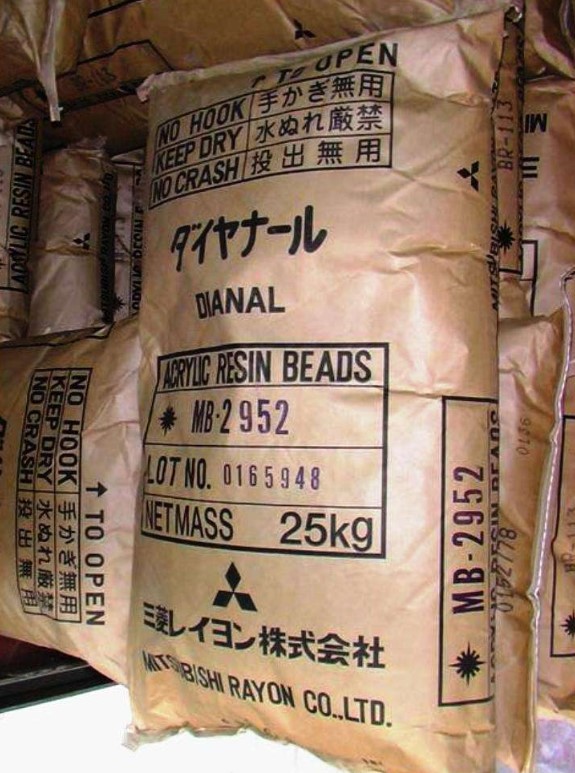 ↑ TO OPEN
NO HOOK 手かぎ無用
KEEP DRY 水ぬれ厳禁
NO CRASH 投出無用
ダイヤナール
DIANAL
ACRYLIC RESIN BEADS
MB-2952
LOT NO. 0165948
NET MASS 25kg
三菱レイヨン株式会社
MITSUBISHI RAYON CO.,LTD.
MB-2952
↑ TO OPEN
NO HOOK 手かぎ無用
KEEP DRY 水ぬれ厳禁
NO CRASH 投出無用
BR-113
0152778
0136
ACRYLIC RESIN BEADS